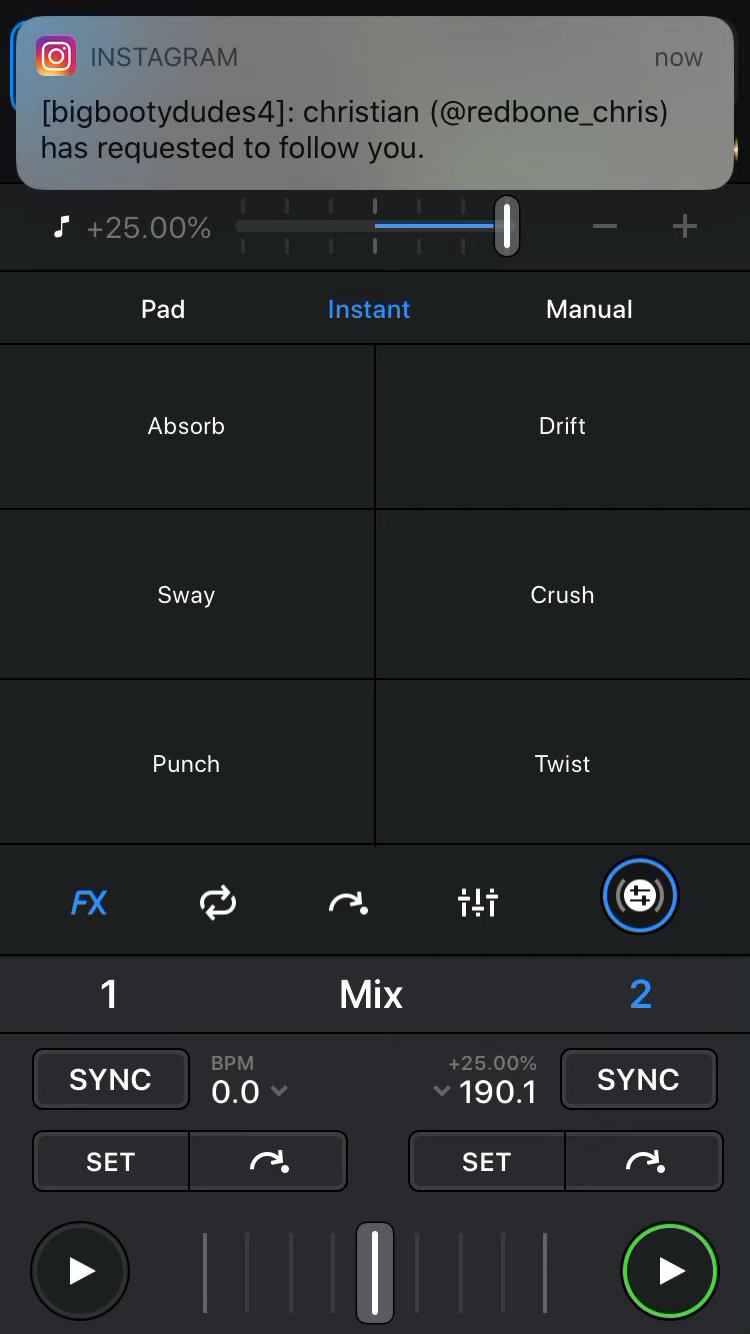 INSTAGRAM now
[bigbootydudes4]: christian (@redbone_chris)
has requested to follow you.
+25.00%
Pad Instant Manual
Absorb Drift
Sway Crush
Punch Twist
FX
1 Mix 2
SYNC BPM +25.00% SYNC
0.0 190.1
SET SET